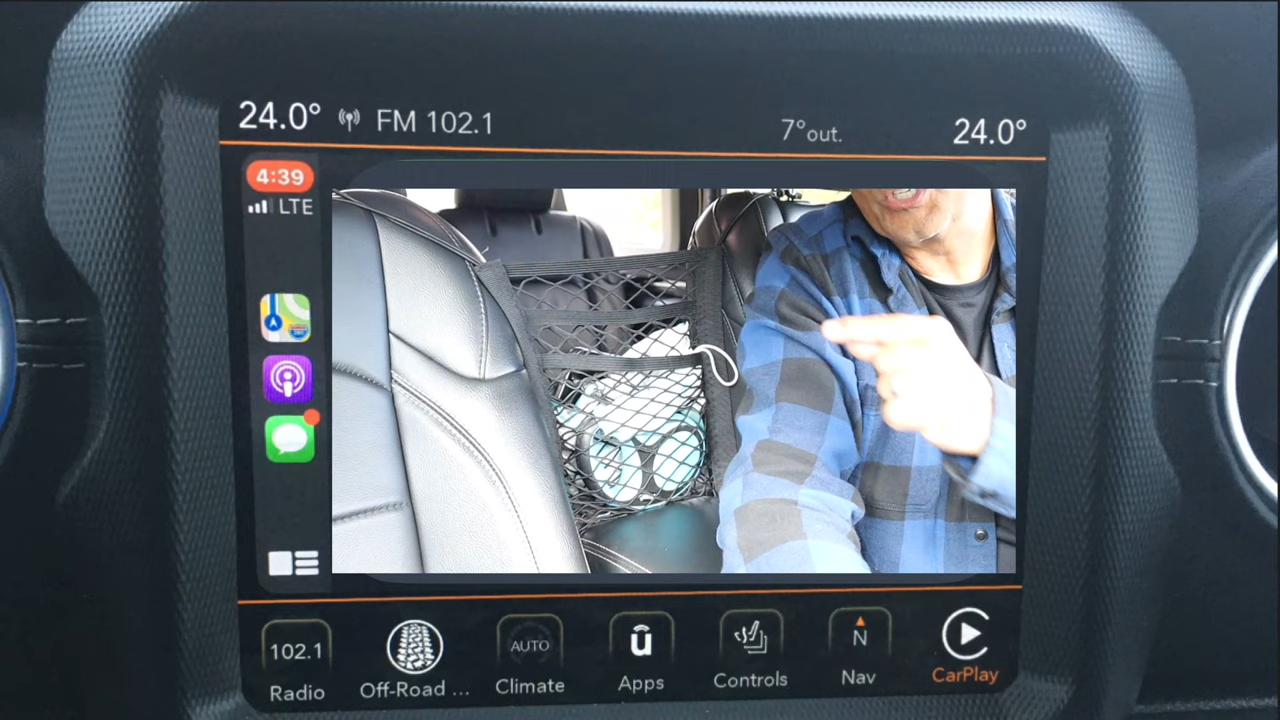 24.0° FM 102.1 7°out. 24.0°
4:39
LTE
102.1 AUTO ū N
Radio Off-Road ... Climate Apps Controls Nav CarPlay